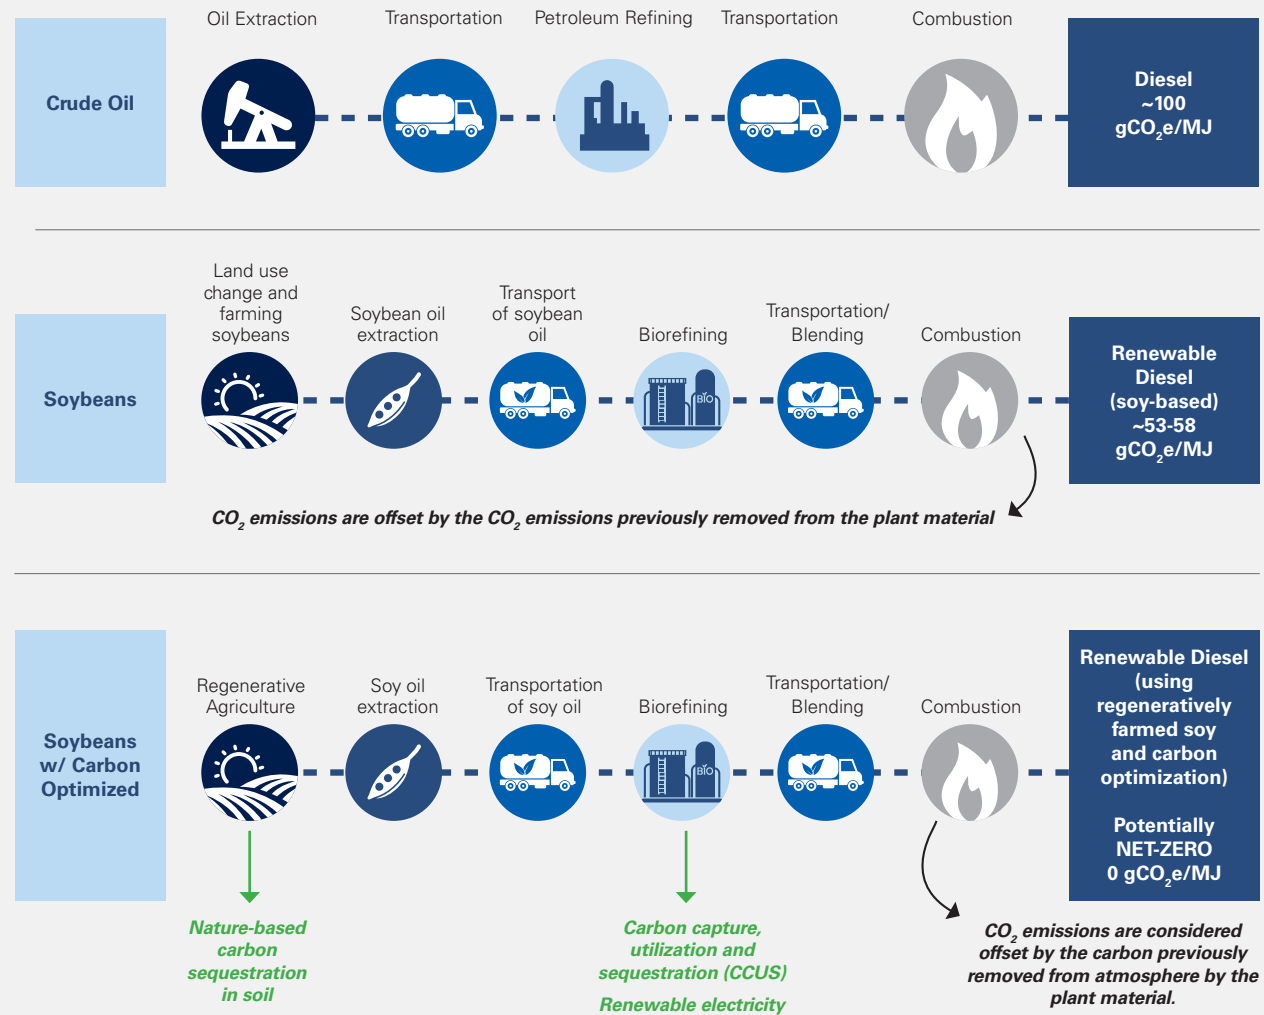 Oil Extraction
Transportation
Petroleum Refining
Transportation
Combustion
Crude Oil
Diesel
~100
gCO₂e/MJ
Land use
change and
farming
soybeans
Soybean oil
extraction
Transport
of soybean
oil
Biorefining
Transportation/
Blending
Combustion
Soybeans
BIO
Renewable
Diesel
(soy-based)
~53-58
gCO₂e/MJ
CO₂ emissions are offset by the CO₂ emissions previously removed from the plant material
Regenerative
Agriculture
Soy oil
extraction
Transportation
of soy oil
Biorefining
Transportation/
Blending
Combustion
Soybeans
w/ Carbon
Optimized
BIO
Renewable Diesel
(using
regeneratively
farmed soy
and carbon
optimization)
Potentially
NET-ZERO
0 gCO₂e/MJ
Nature-based
carbon
sequestration
in soil
Carbon capture,
utilization and
sequestration (CCUS)
Renewable electricity
CO₂ emissions are considered
offset by the carbon previously
removed from atmosphere by the
plant material.